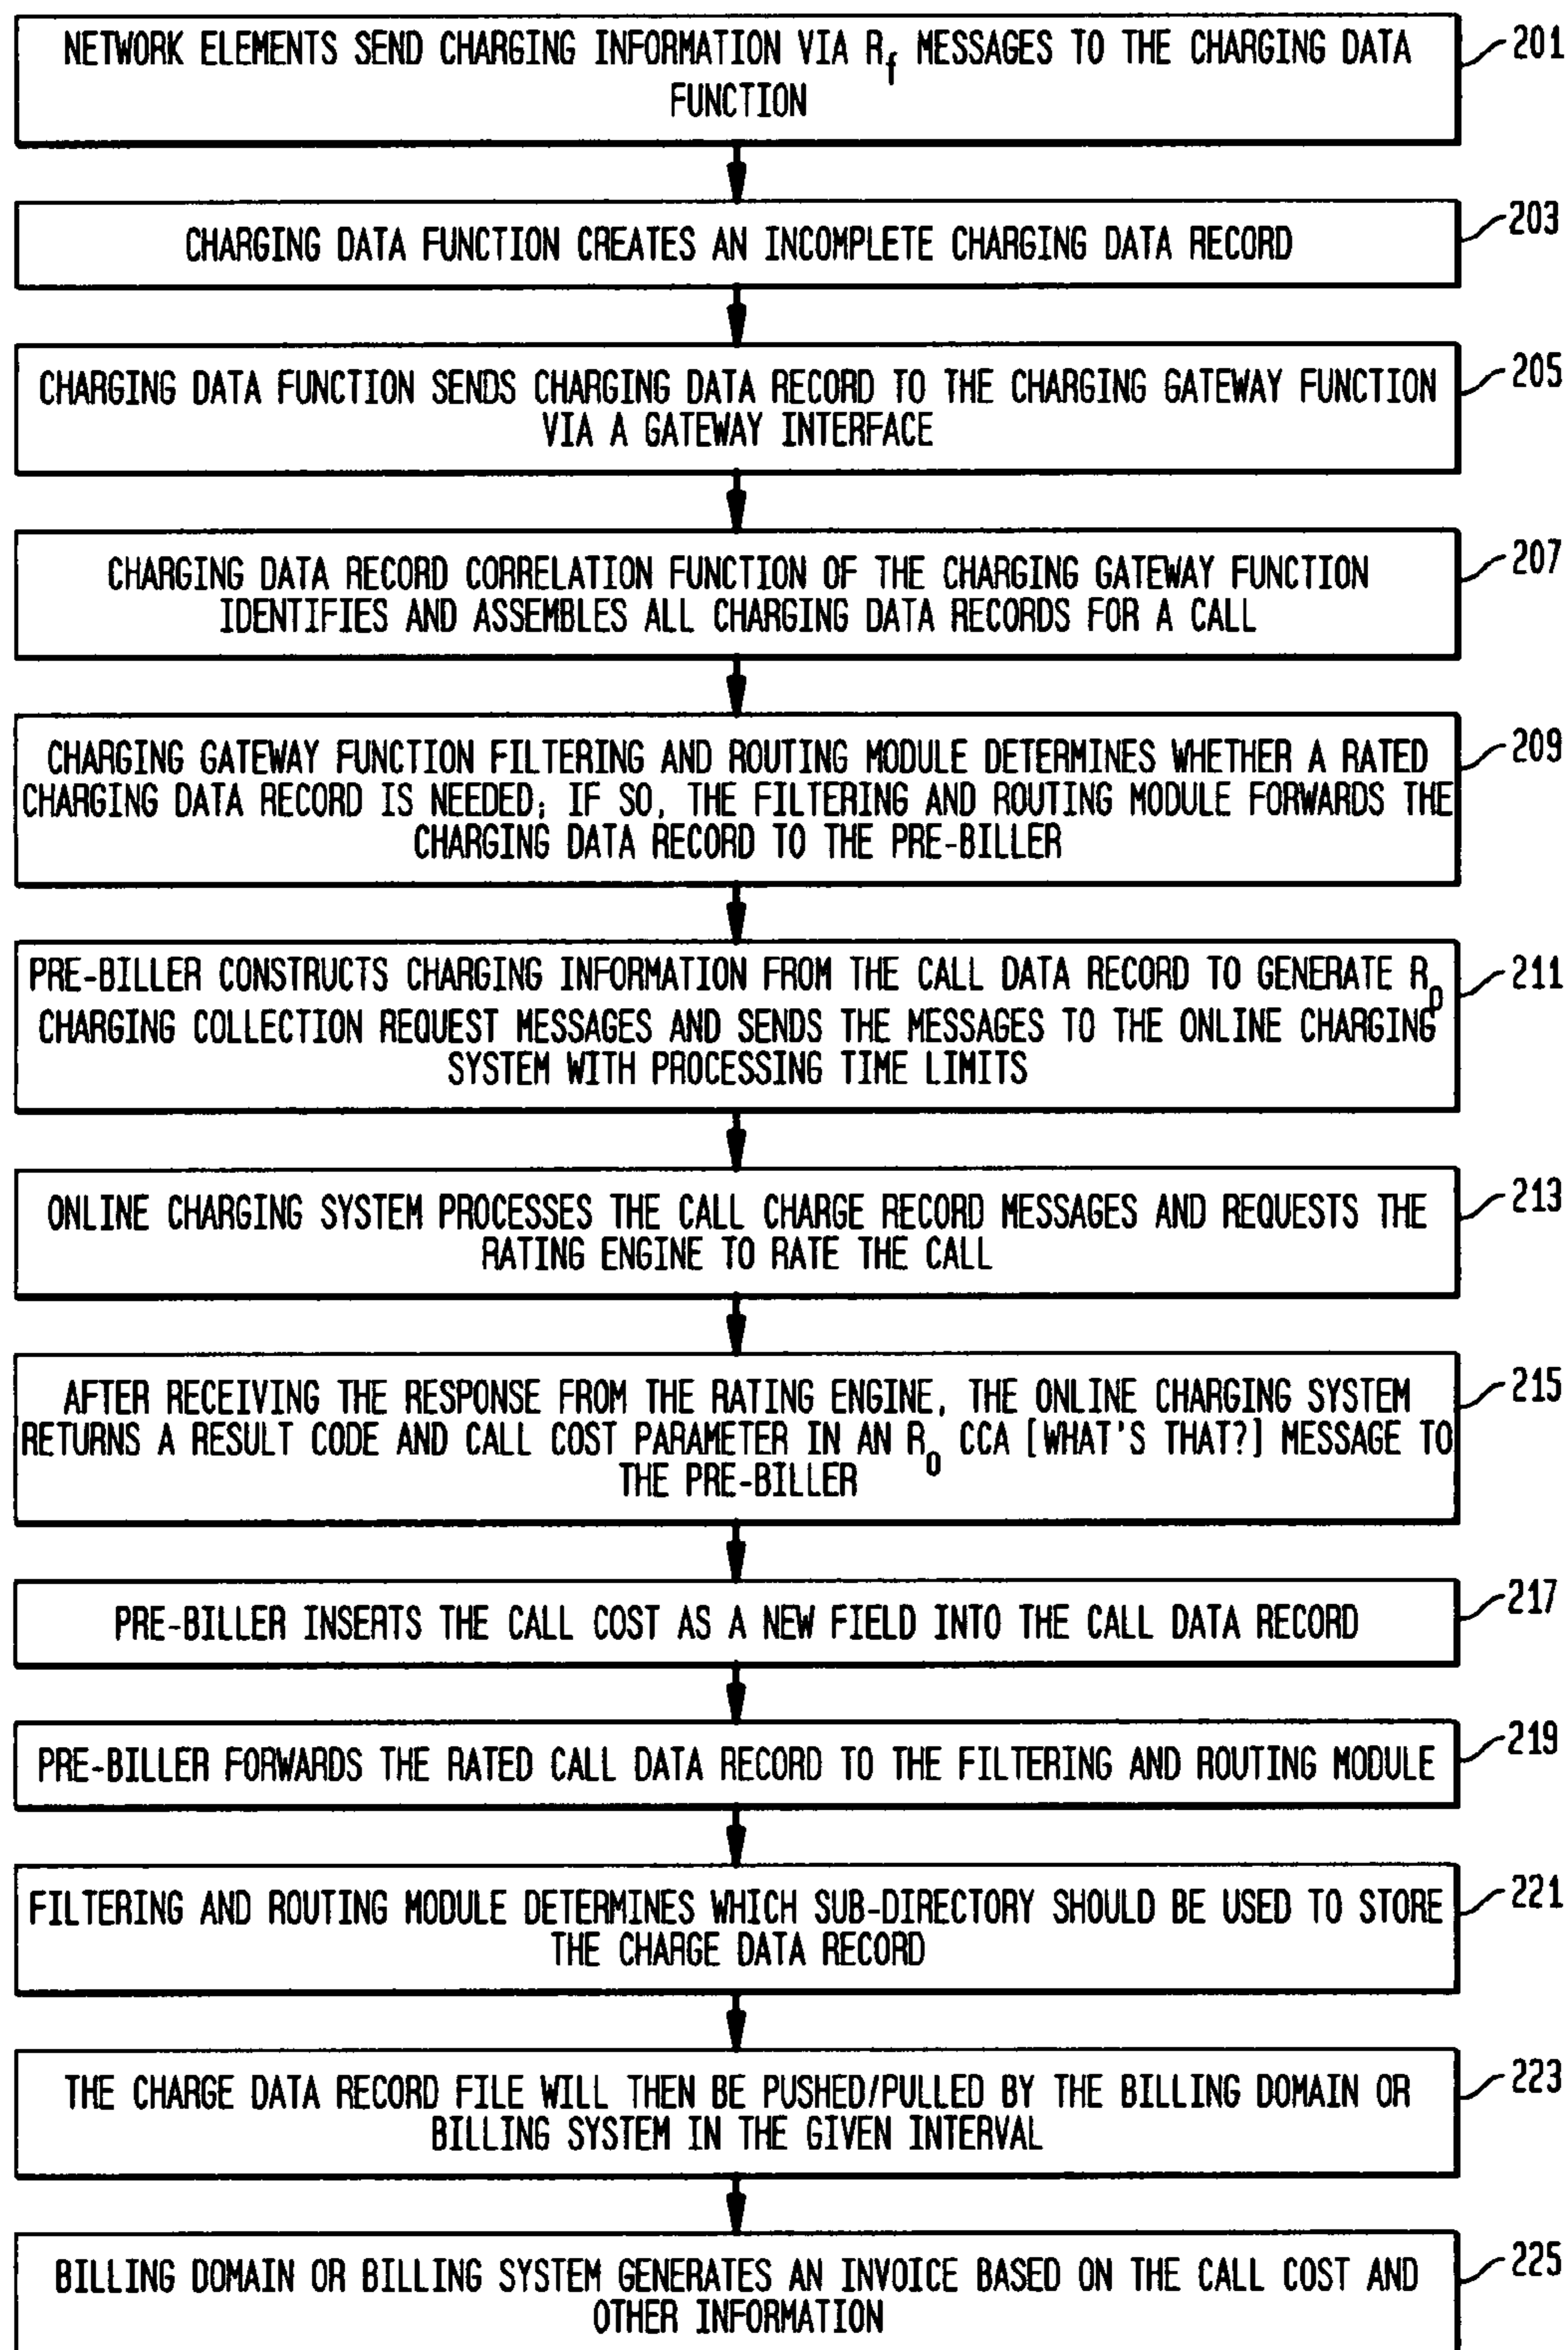 NETWORK ELEMENTS SEND CHARGING INFORMATION VIA Rf MESSAGES TO THE CHARGING DATA
FUNCTION
201
CHARGING DATA FUNCTION CREATES AN INCOMPLETE CHARGING DATA RECORD
203
CHARGING DATA FUNCTION SENDS CHARGING DATA RECORD TO THE CHARGING GATEWAY FUNCTION
VIA A GATEWAY INTERFACE
205
CHARGING DATA RECORD CORRELATION FUNCTION OF THE CHARGING GATEWAY FUNCTION
IDENTIFIES AND ASSEMBLES ALL CHARGING DATA RECORDS FOR A CALL
207
CHARGING GATEWAY FUNCTION FILTERING AND ROUTING MODULE DETERMINES WHETHER A RATED
CHARGING DATA RECORD IS NEEDED; IF SO, THE FILTERING AND ROUTING MODULE FORWARDS THE
CHARGING DATA RECORD TO THE PRE-BILLER
209
PRE-BILLER CONSTRUCTS CHARGING INFORMATION FROM THE CALL DATA RECORD TO GENERATE Ro
CHARGING COLLECTION REQUEST MESSAGES AND SENDS THE MESSAGES TO THE ONLINE CHARGING
SYSTEM WITH PROCESSING TIME LIMITS
211
ONLINE CHARGING SYSTEM PROCESSES THE CALL CHARGE RECORD MESSAGES AND REQUESTS THE
RATING ENGINE TO RATE THE CALL
213
AFTER RECEIVING THE RESPONSE FROM THE RATING ENGINE, THE ONLINE CHARGING SYSTEM
RETURNS A RESULT CODE AND CALL COST PARAMETER IN AN Ro CCA [WHAT'S THAT?] MESSAGE TO
THE PRE-BILLER
215
PRE-BILLER INSERTS THE CALL COST AS A NEW FIELD INTO THE CALL DATA RECORD
217
PRE-BILLER FORWARDS THE RATED CALL DATA RECORD TO THE FILTERING AND ROUTING MODULE
219
FILTERING AND ROUTING MODULE DETERMINES WHICH SUB-DIRECTORY SHOULD BE USED TO STORE
THE CHARGE DATA RECORD
221
THE CHARGE DATA RECORD FILE WILL THEN BE PUSHED/PULLED BY THE BILLING DOMAIN OR
BILLING SYSTEM IN THE GIVEN INTERVAL
223
BILLING DOMAIN OR BILLING SYSTEM GENERATES AN INVOICE BASED ON THE CALL COST AND
OTHER INFORMATION
225